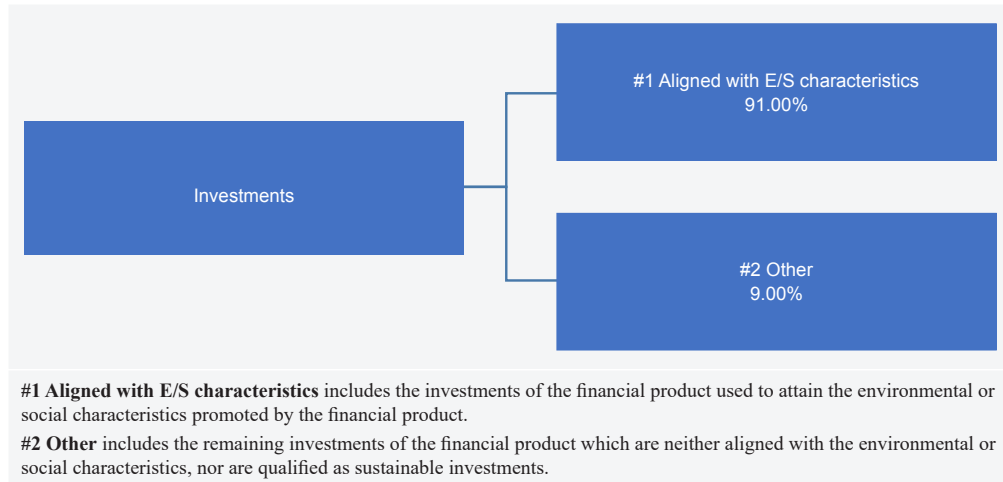 #1 Aligned with E/S characteristics
91.00%
Investments
#2 Other
9.00%
#1 Aligned with E/S characteristics includes the investments of the financial product used to attain the environmental or
social characteristics promoted by the financial product.
#2 Other includes the remaining investments of the financial product which are neither aligned with the environmental or
social characteristics, nor are qualified as sustainable investments.